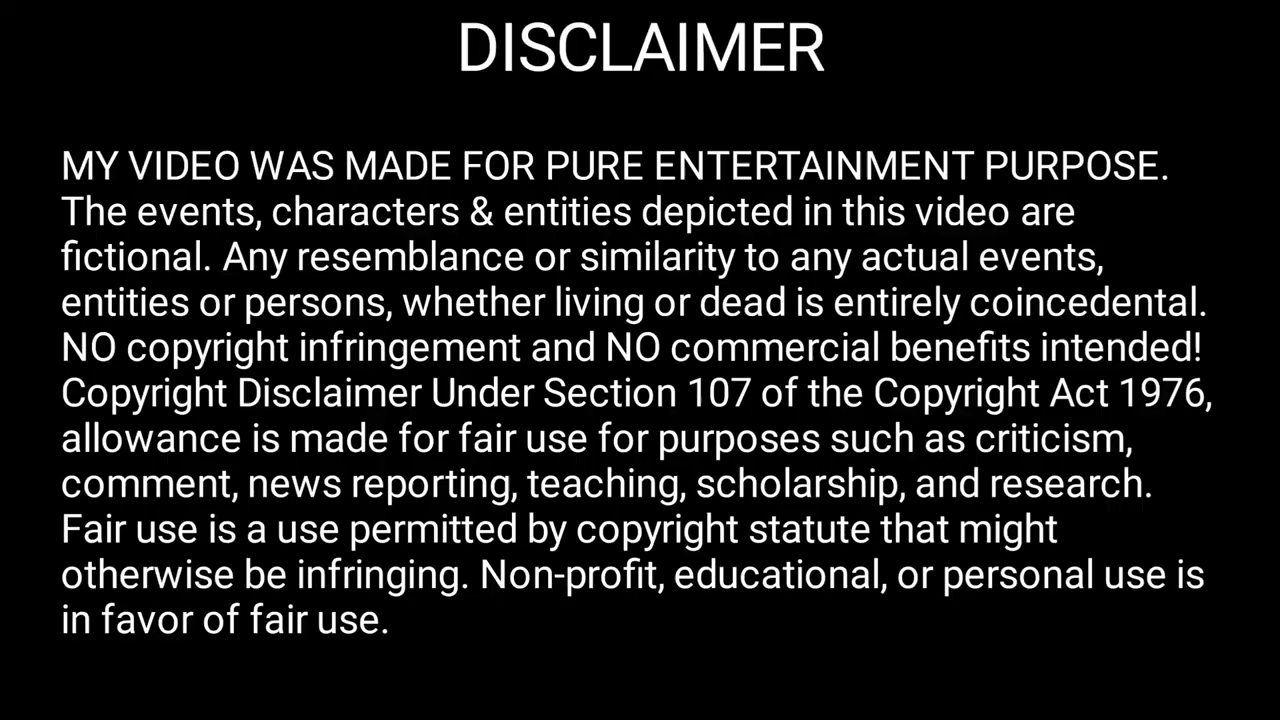 DISCLAIMER
MY VIDEO WAS MADE FOR PURE ENTERTAINMENT PURPOSE.
The events, characters & entities depicted in this video are
fictional. Any resemblance or similarity to any actual events,
entities or persons, whether living or dead is entirely coincedental.
NO copyright infringement and NO commercial benefits intended!
Copyright Disclaimer Under Section 107 of the Copyright Act 1976,
allowance is made for fair use for purposes such as criticism,
comment, news reporting, teaching, scholarship, and research.
Fair use is a use permitted by copyright statute that might
otherwise be infringing. Non-profit, educational, or personal use is
in favor of fair use.